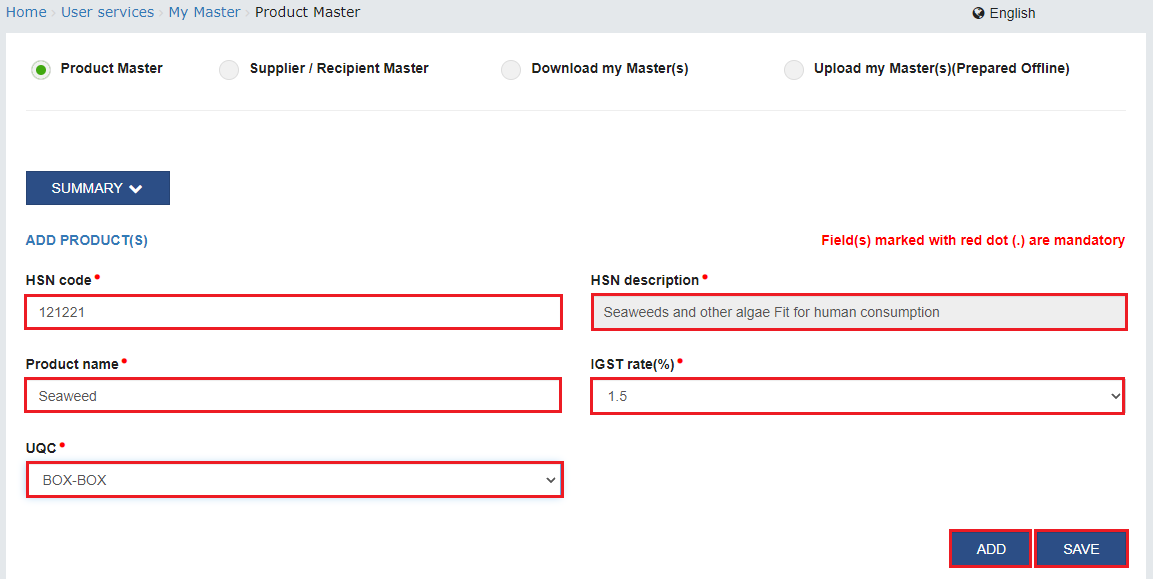 Home › User services › My Master › Product Master
English
Product Master
Supplier / Recipient Master
Download my Master(s)
Upload my Master(s)(Prepared Offline)
SUMMARY
ADD PRODUCT(S)
Field(s) marked with red dot (.) are mandatory
HSN code
HSN description
121221
Seaweeds and other algae Fit for human consumption
Product name
IGST rate(%)
Seaweed
1.5
UQC
BOX-BOX
ADD
SAVE